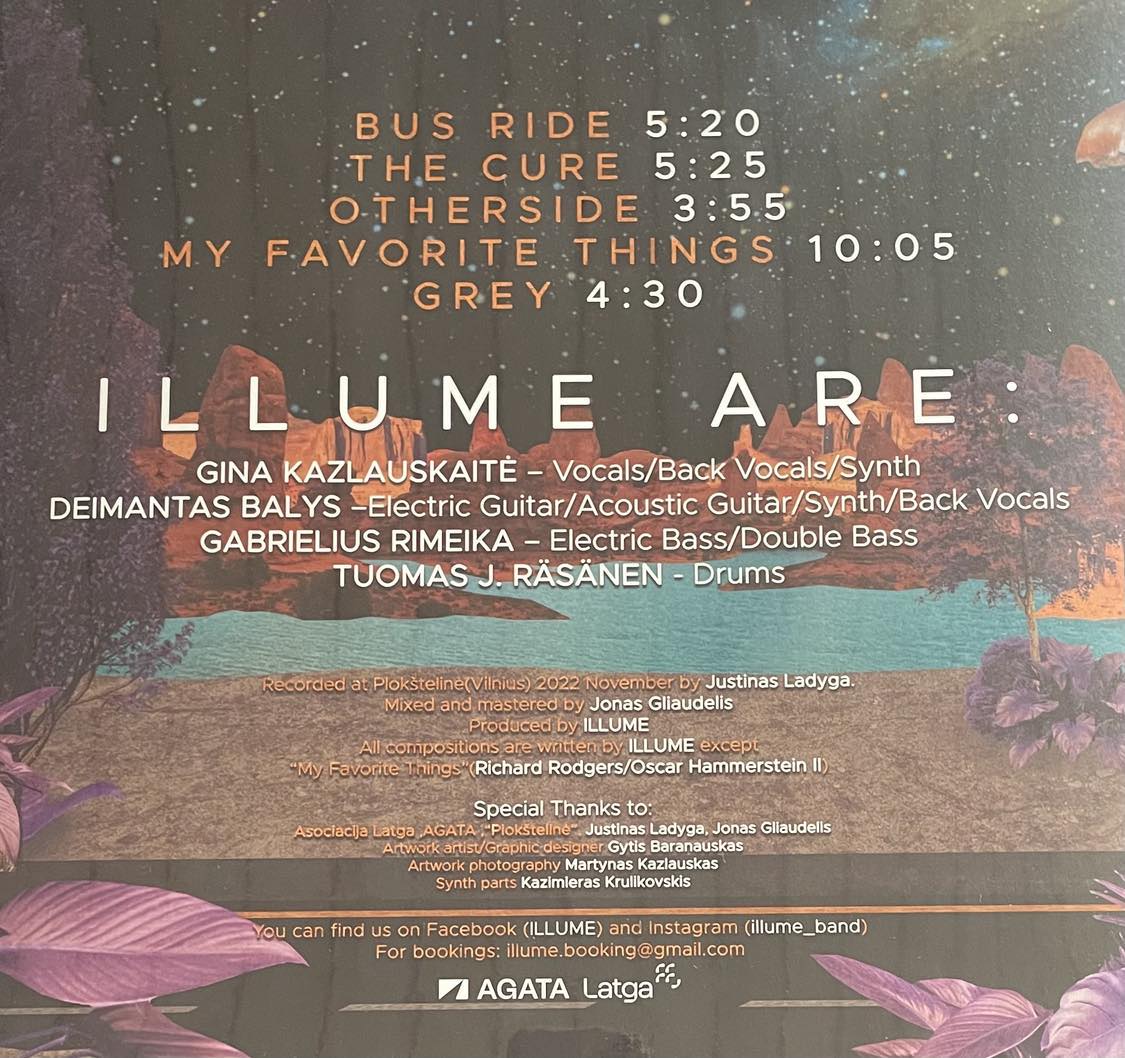 BUS RIDE 5:20
THE CURE 5:25
OTHERSIDE 3:55
MY FAVORITE THINGS 10:05
GREY 4:30
ILLUME ARE:
GINA KAZLAUSKAITĖ – Vocals/Back Vocals/Synth
DEIMANTAS BALYS –Electric Guitar/Acoustic Guitar/Synth/Back Vocals
GABRIELIUS RIMEIKA – Electric Bass/Double Bass
TUOMAS J. RÄSÄNEN - Drums
Recorded at Plokštelinė(Vilnius) 2022 November by Justinas Ladyga.
Mixed and mastered by Jonas Gliaudelis
Produced by ILLUME
All compositions are written by ILLUME except
"My Favorite Things"(Richard Rodgers/Oscar Hammerstein II)
Special Thanks to:
Asociacija Latga ,AGATA ,"Plokštelinė", Justinas Ladyga, Jonas Gliaudelis
Artwork artist/Graphic designer Gytis Baranauskas
Artwork photography Martynas Kazlauskas
Synth parts Kazimieras Krulikovskis
You can find us on Facebook (ILLUME) and Instagram (illume_band)
For bookings: illume.booking@gmail.com
AGATA Latga